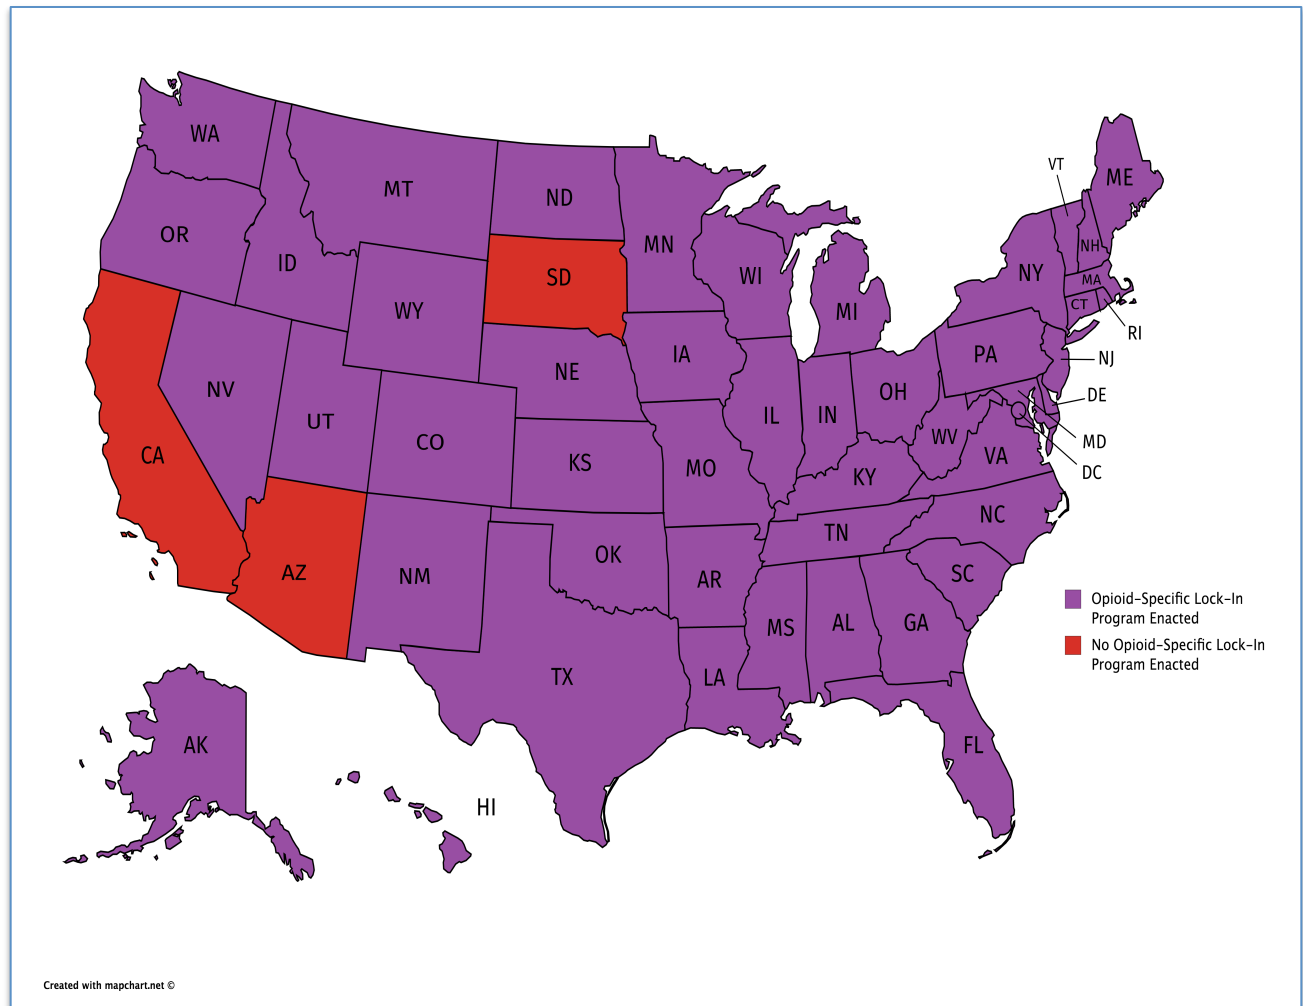 WA
VT
ME
MT
ND
OR
MN
NH
ID
SD
WI
NY
MA
WY
MI
CT
RI
IA
PA
NJ
NE
NV
OH
DE
UT
IL
IN
CO
WV
MD
CA
KS
MO
KY
VA
DC
NC
TN
OK
AZ
NM
AR
SC
Opioid-Specific Lock-In
Program Enacted
MS
AL
GA
No Opioid-Specific Lock-In
Program Enacted
TX
LA
AK
FL
HI
Created with mapchart.net ©